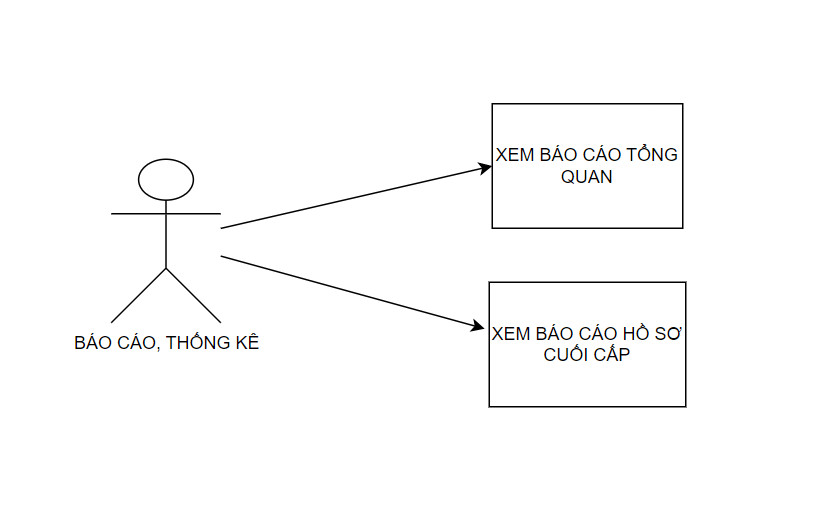 XEM BÁO CÁO TỔNG
QUAN
BÁO CÁO, THỐNG KÊ
XEM BÁO CÁO HỒ SƠ
CUỐI CẤP